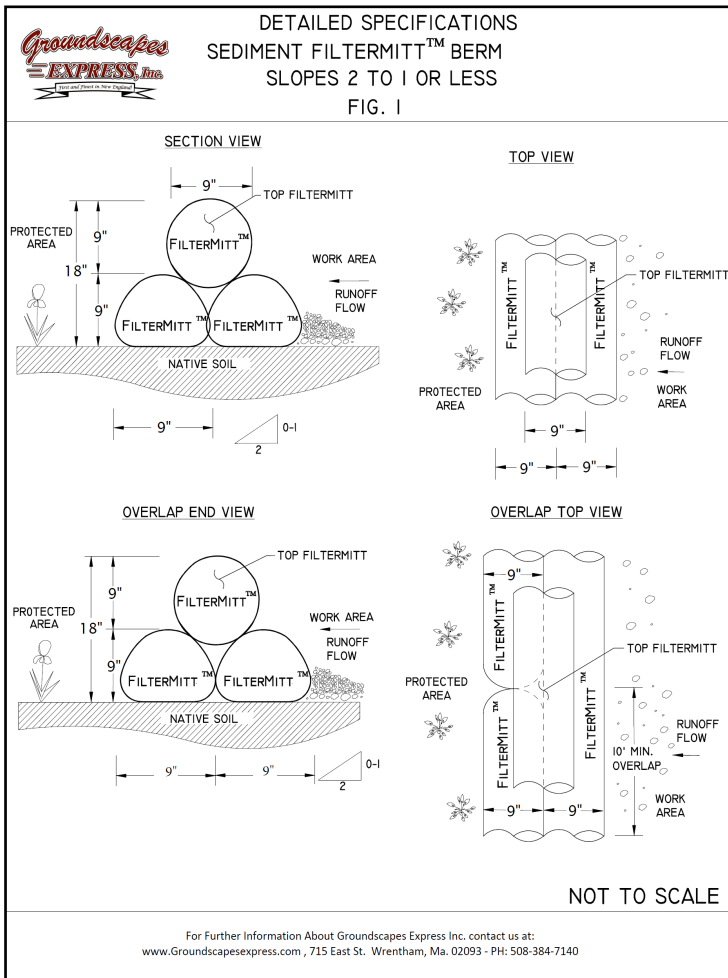 Groundscapes
EXPRESS, Inc.
First and Finest in New England!
DETAILED SPECIFICATIONS
SEDIMENT FILTERMITT™ BERM
SLOPES 2 TO 1 OR LESS
FIG. 1
SECTION VIEW
9"
TOP FILTERMITT
PROTECTED
AREA
9"
18"
9"
FILTERMITT™
WORK AREA
RUNOFF
FLOW
FILTERMITT™
FILTERMITT™
NATIVE SOIL
9"
0-1
2
TOP VIEW
FILTERMITT™
FILTERMITT™
TOP FILTERMITT
RUNOFF
FLOW
WORK
AREA
PROTECTED
AREA
9"
9"
9"
OVERLAP END VIEW
TOP FILTERMITT
9"
18"
9"
PROTECTED
AREA
FILTERMITT™
WORK AREA
RUNOFF
FLOW
FILTERMITT™
FILTERMITT™
NATIVE SOIL
9"
9"
0-1
2
OVERLAP TOP VIEW
9"
FILTERMITT™
TOP FILTERMITT
PROTECTED
AREA
FILTERMITT™
FILTERMITT™
10' MIN.
OVERLAP
RUNOFF
FLOW
WORK
AREA
9"
9"
NOT TO SCALE
For Further Information About Groundscapes Express Inc. contact us at:
www.Groundscapesexpress.com , 715 East St. Wrentham, Ma. 02093 - PH: 508-384-7140